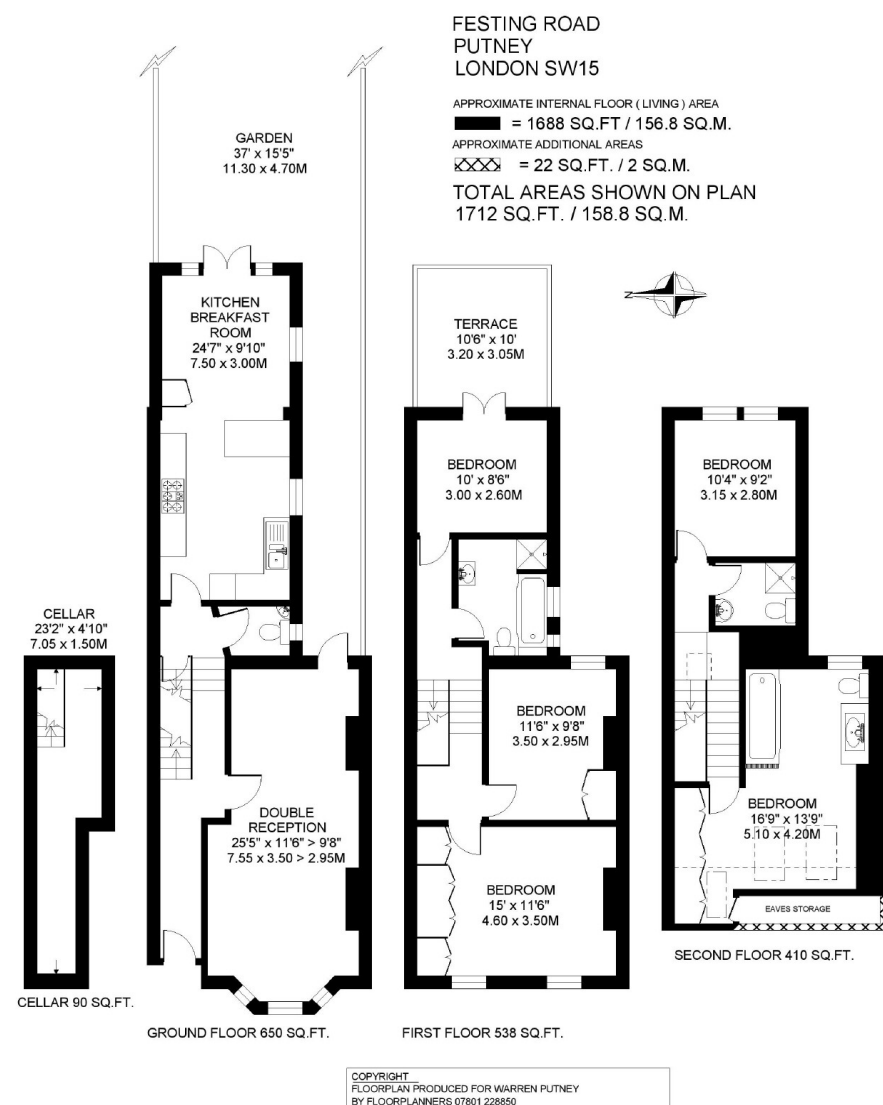 FESTING ROAD
PUTNEY
LONDON SW15
APPROXIMATE INTERNAL FLOOR ( LIVING ) AREA
= 1688 SQ.FT / 156.8 SQ.M.
APPROXIMATE ADDITIONAL AREAS
= 22 SQ.FT. / 2 SQ.M.
TOTAL AREAS SHOWN ON PLAN
1712 SQ.FT. / 158.8 SQ.M.
GARDEN
37' x 15'5"
11.30 x 4.70M
N
KITCHEN
BREAKFAST
ROOM
24'7" x 9'10"
7.50 x 3.00M
TERRACE
10'6" x 10'
3.20 x 3.05M
BEDROOM
10' x 8'6"
3.00 x 2.60M
BEDROOM
10'4" x 9'2"
3.15 x 2.80M
CELLAR
23'2" x 4'10"
7.05 x 1.50M
BEDROOM
11'6" x 9'8"
3.50 x 2.95M
DOUBLE
RECEPTION
25'5" x 11'6" > 9'8"
7.55 x 3.50 > 2.95M
BEDROOM
16'9" x 13'9"
5.10 x 4.20M
BEDROOM
15' x 11'6"
4.60 x 3.50M
EAVES STORAGE
SECOND FLOOR 410 SQ.FT.
CELLAR 90 SQ.FT.
GROUND FLOOR 650 SQ.FT.
FIRST FLOOR 538 SQ.FT.
COPYRIGHT
FLOORPLAN PRODUCED FOR WARREN PUTNEY
BY FLOORPLANNERS 07801 228850